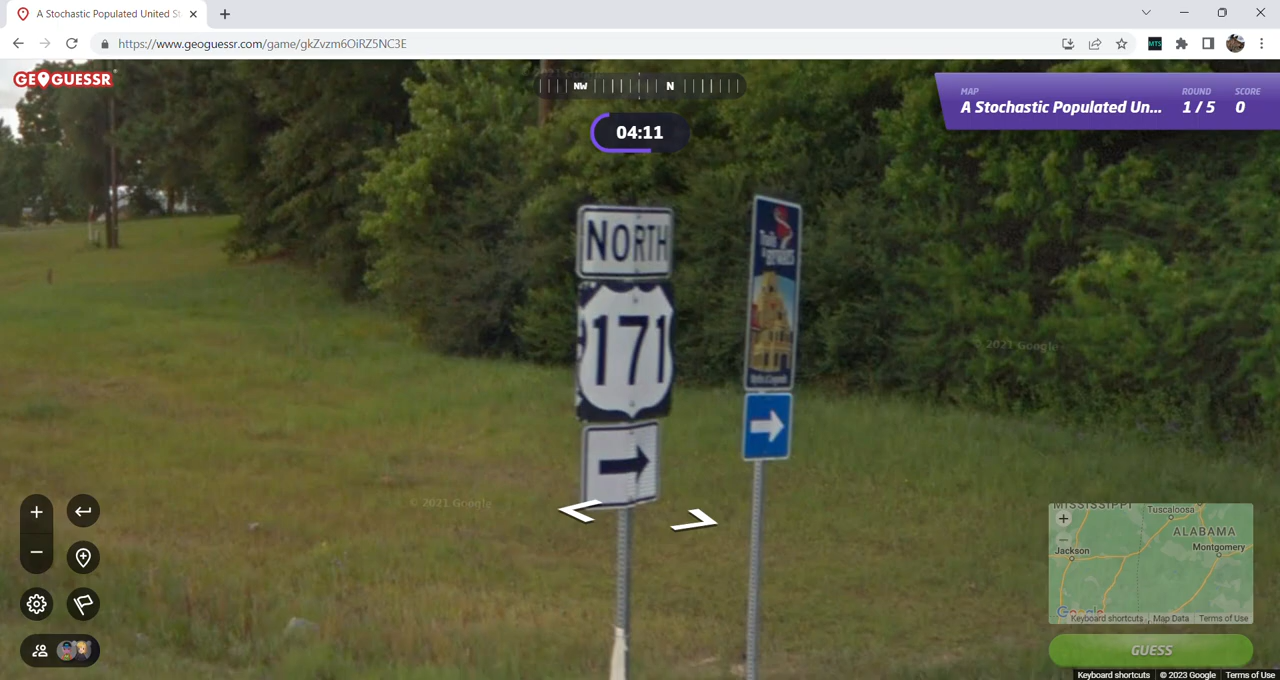 A Stochastic Populated United St
https://www.geoguessr.com/game/gkZvzm6OiRZ5NC3E
MTS
GEOGUESSR
NW
N
04:11
MAP
ROUND
SCORE
A Stochastic Populated Un...
1 / 5
0
NORTH
171
© 2021 Google
© 2021 Google
MISSISSIPPI
Tuscaloosa
ALABAMA
Jackson
Montgomery
Google
Keyboard shortcuts
Map Data
Terms of Use
GUESS
Keyboard shortcuts
© 2023 Google
Terms of Use